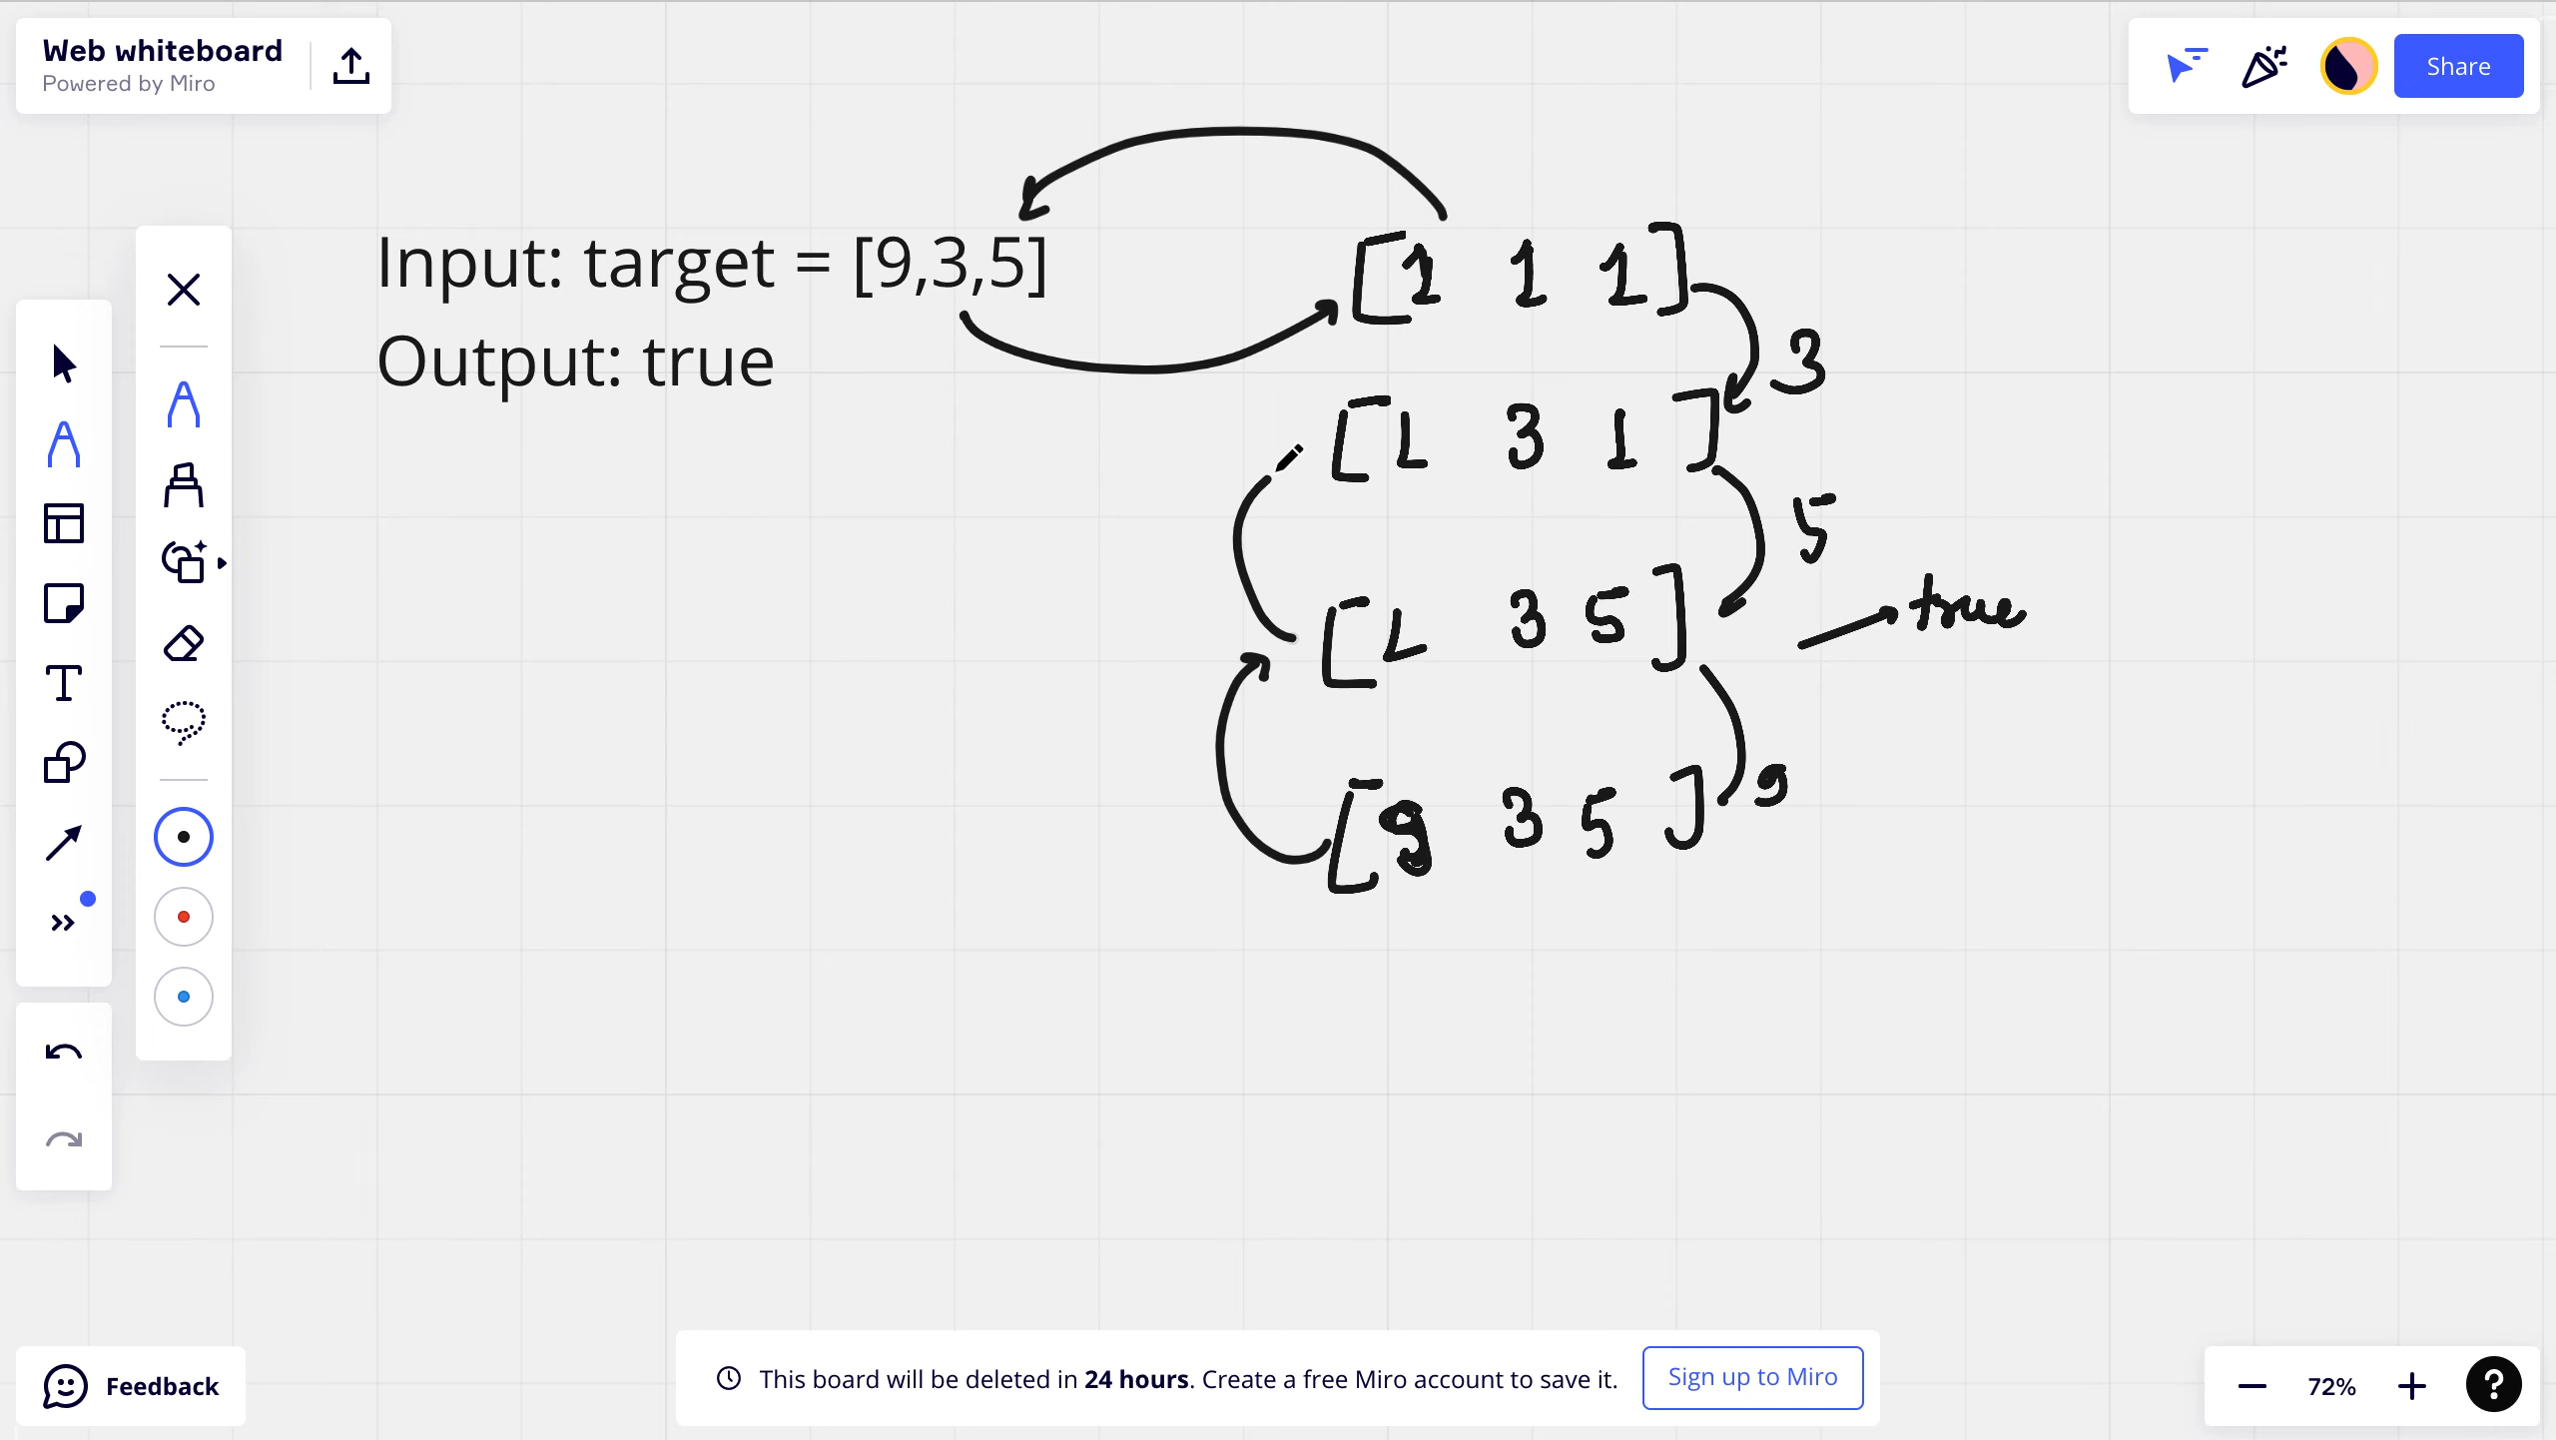 Web whiteboard
Powered by Miro
Share
Input: target = [9,3,5]
Output: true
[1 1 1]
3
[1 3 1]
5
[1 3 5]
true
[9 3 5]
9
T
Feedback
This board will be deleted in 24 hours. Create a free Miro account to save it.
Sign up to Miro
72%
?